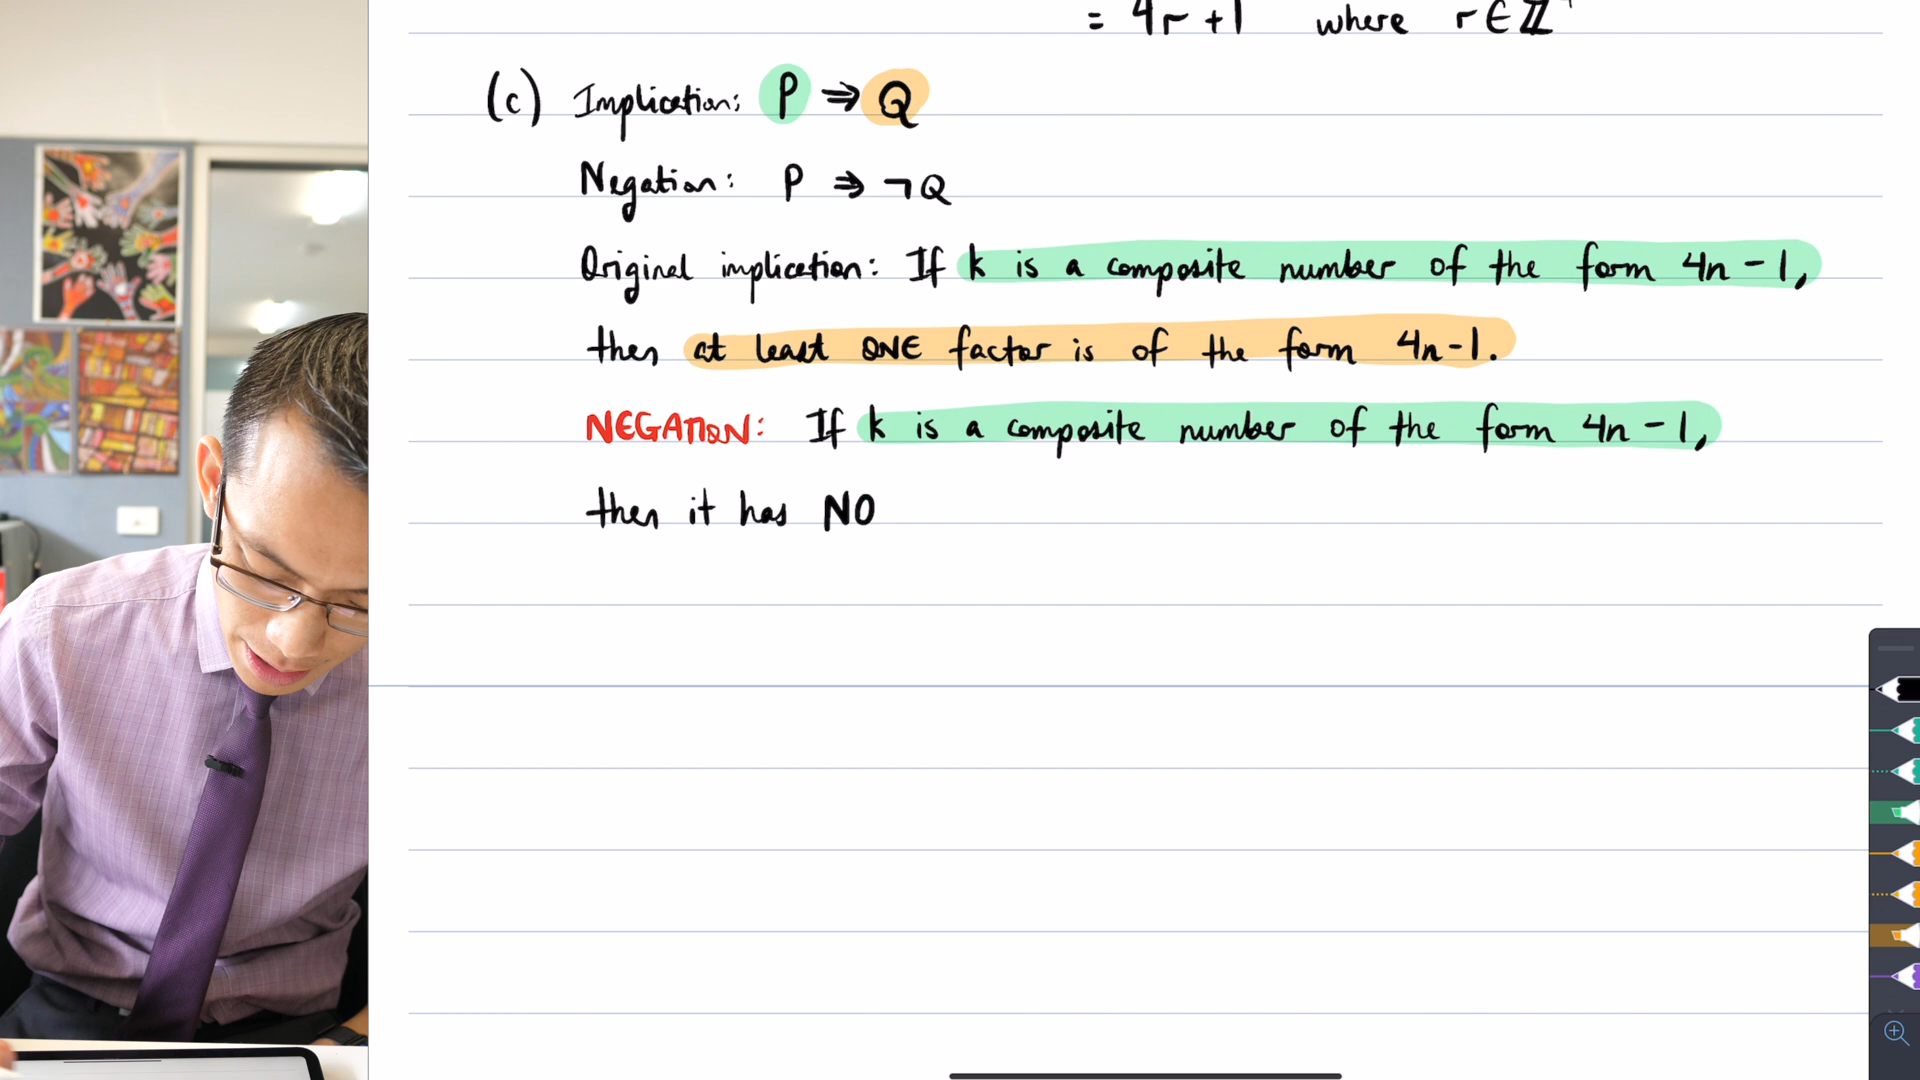 = 4r + 1 where r ∈ ℤ⁺
(c) Implication: P ⇒ Q
Negation: P ⇒ ¬Q
Original implication: If k is a composite number of the form 4n - 1,
then at least ONE factor is of the form 4n-1.
NEGATION: If k is a composite number of the form 4n - 1,
then it has NO